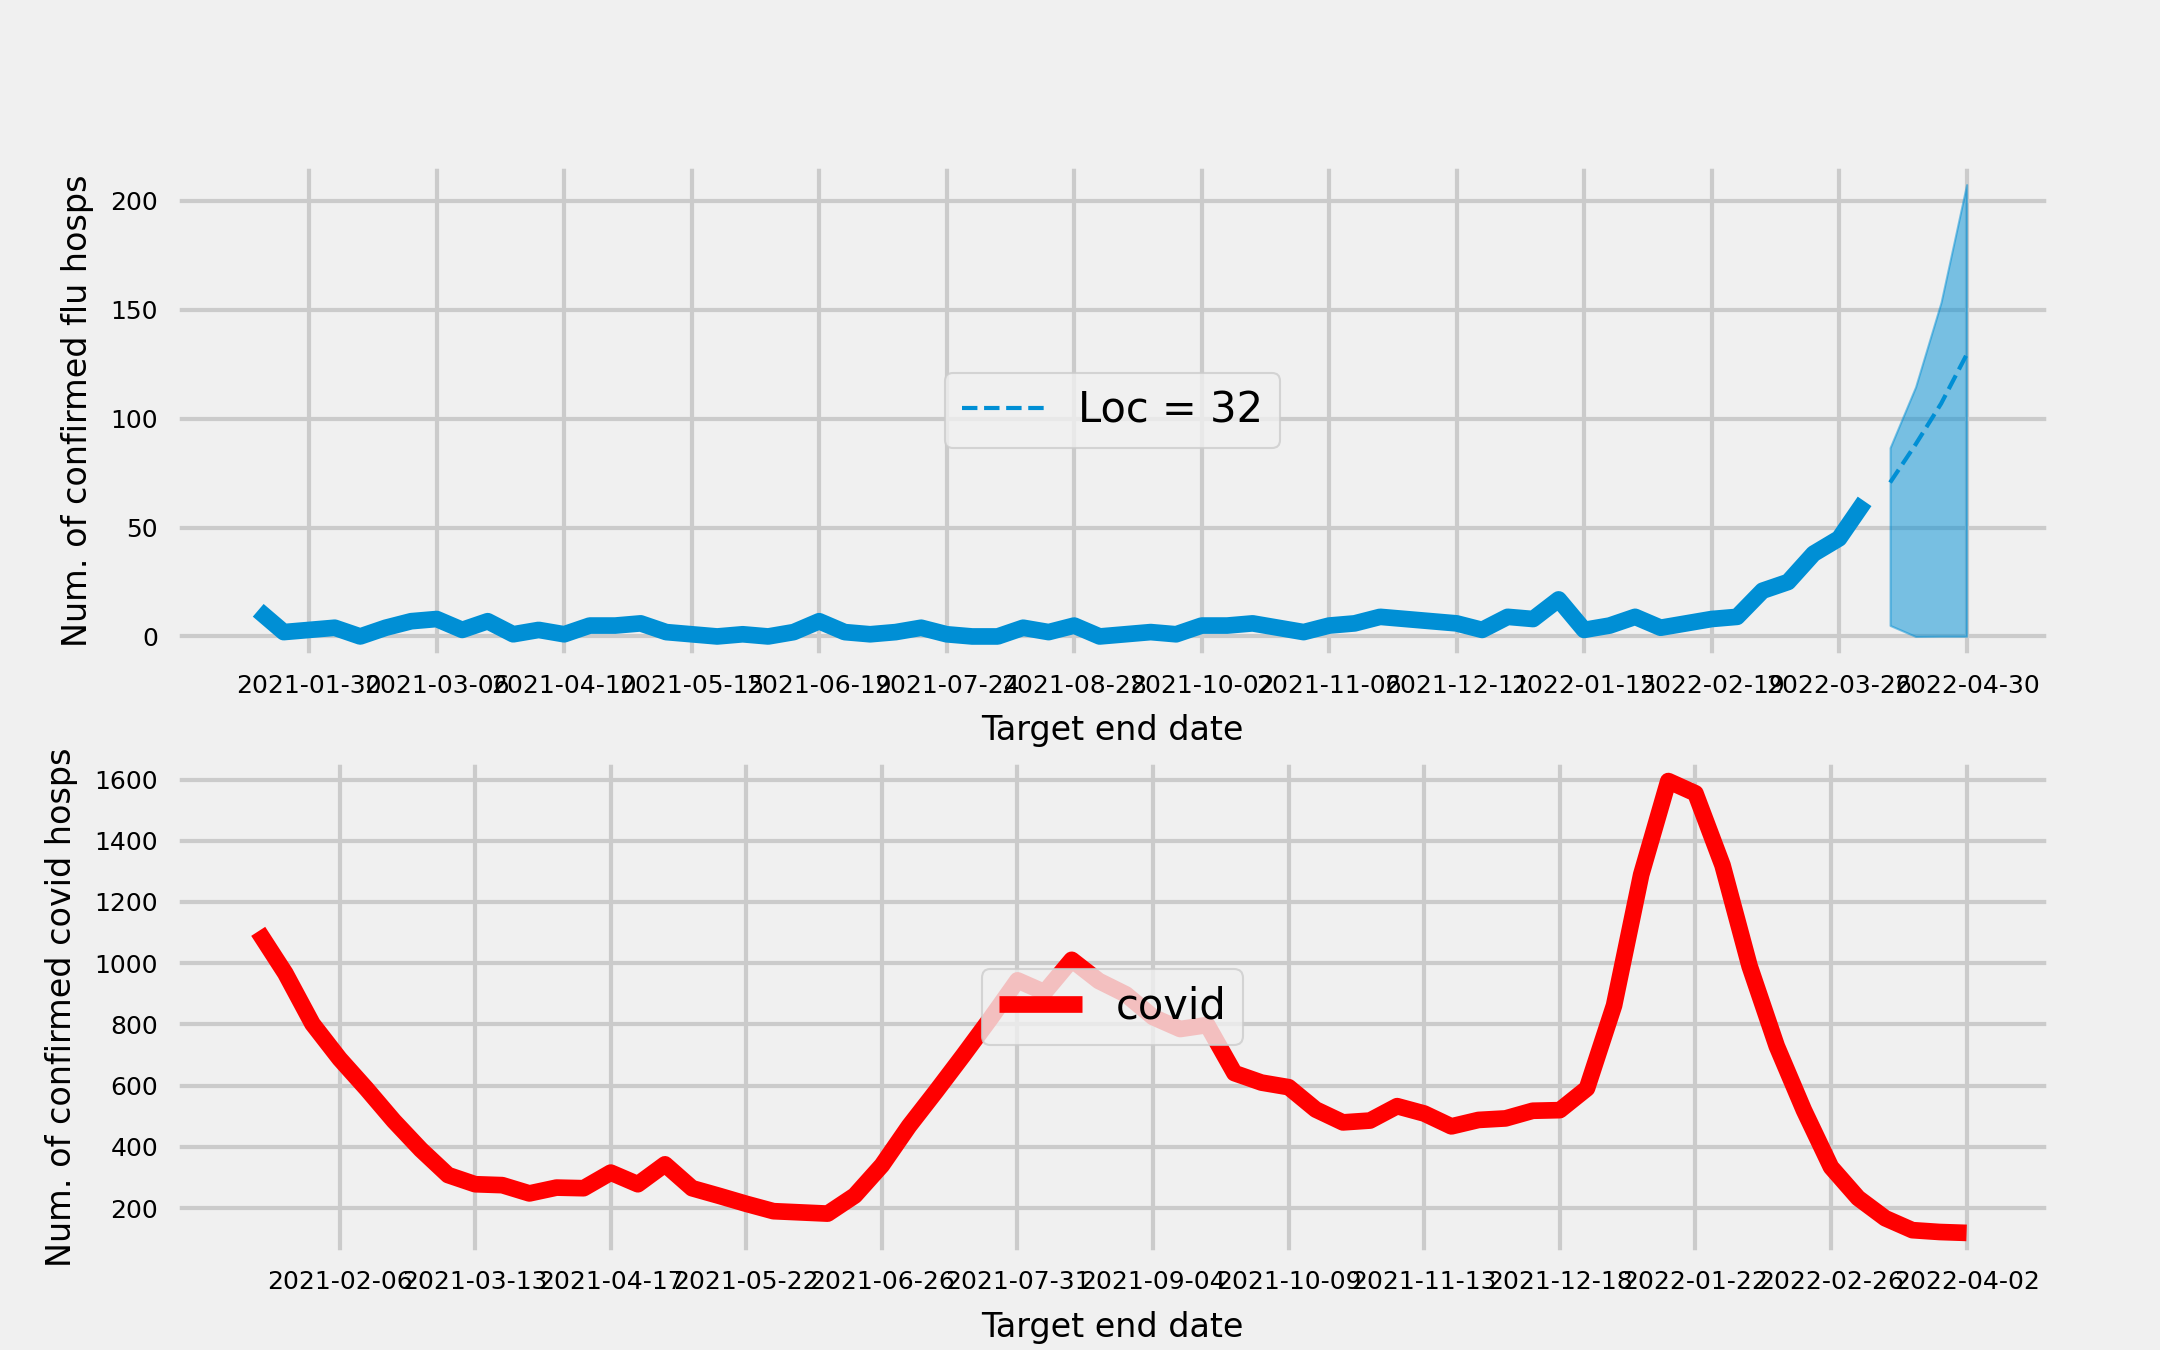 Num. of confirmed flu hosps
200
150
100
50
0
Loc = 32
2021-01-30 2021-03-06 2021-04-10 2021-05-15 2021-06-19 2021-07-24 2021-08-28 2021-10-02 2021-11-06 2021-12-11 2022-01-15 2022-02-19 2022-03-26 2022-04-30
Target end date
Num. of confirmed covid hosps
1600
1400
1200
1000
800
600
400
200
covid
2021-02-06 2021-03-13 2021-04-17 2021-05-22 2021-06-26 2021-07-31 2021-09-04 2021-10-09 2021-11-13 2021-12-18 2022-01-22 2022-02-26 2022-04-02
Target end date